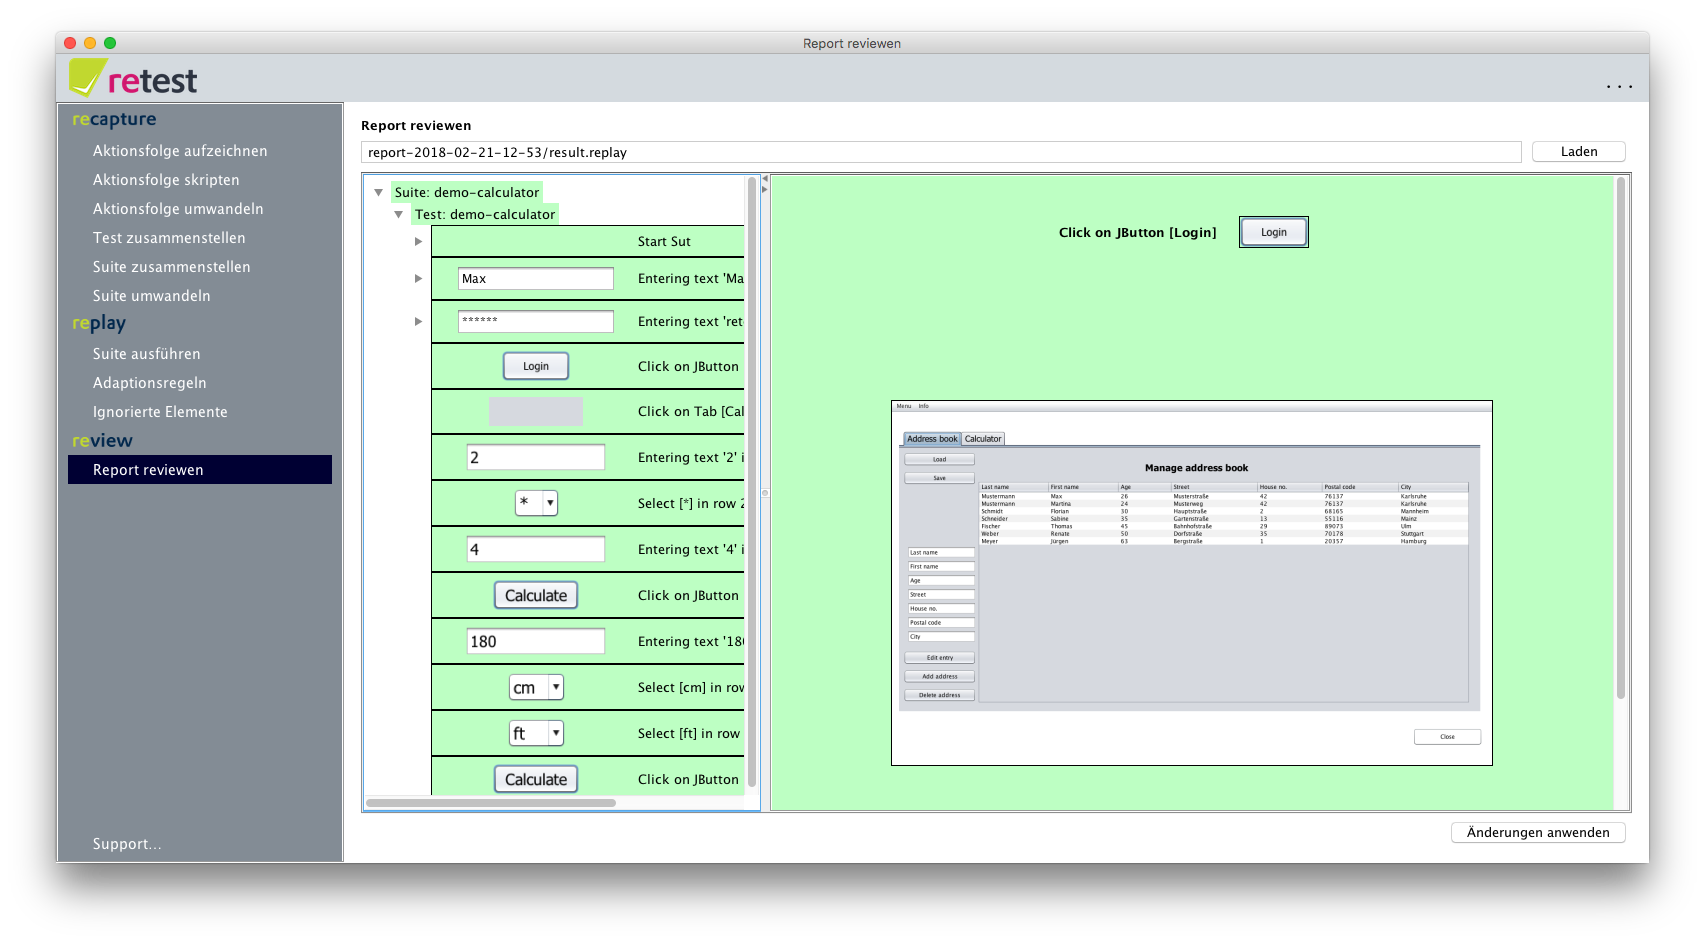 Report reviewen
retest
...
recapture
Aktionsfolge aufzeichnen
Aktionsfolge skripten
Aktionsfolge umwandeln
Test zusammenstellen
Suite zusammenstellen
Suite umwandeln
replay
Suite ausführen
Adaptionsregeln
Ignorierte Elemente
review
Report reviewen
Support...
Report reviewen
report-2018-02-21-12-53/result.replay
Laden
Suite: demo-calculator
Test: demo-calculator
Start Sut
Max Entering text 'Ma
****** Entering text 'ret
Login Click on JButton
Click on Tab [Cal
2 Entering text '2' i
* Select [*] in row 2
4 Entering text '4' i
Calculate Click on JButton
180 Entering text '180
cm Select [cm] in row
ft Select [ft] in row
Calculate Click on JButton
Click on JButton [Login] Login
Menu Info
Address book Calculator
Load
Save
Manage address book
Last name First name Age Street House no. Postal code City
Mustermann Max 26 Musterstraße 42 76137 Karlsruhe
Mustermann Martina 24 Musterweg 42 76137 Karlsruhe
Schmidt Florian 30 Hauptstraße 2 68165 Mannheim
Schneider Sabine 35 Gartenstraße 13 55116 Mainz
Fischer Thomas 45 Bahnhofstraße 29 89073 Ulm
Weber Renate 50 Dorfstraße 35 70178 Stuttgart
Meyer Jürgen 63 Bergstraße 1 20357 Hamburg
Last name
First name
Age
Street
House no.
Postal code
City
Edit entry
Add address
Delete address
Close
Änderungen anwenden